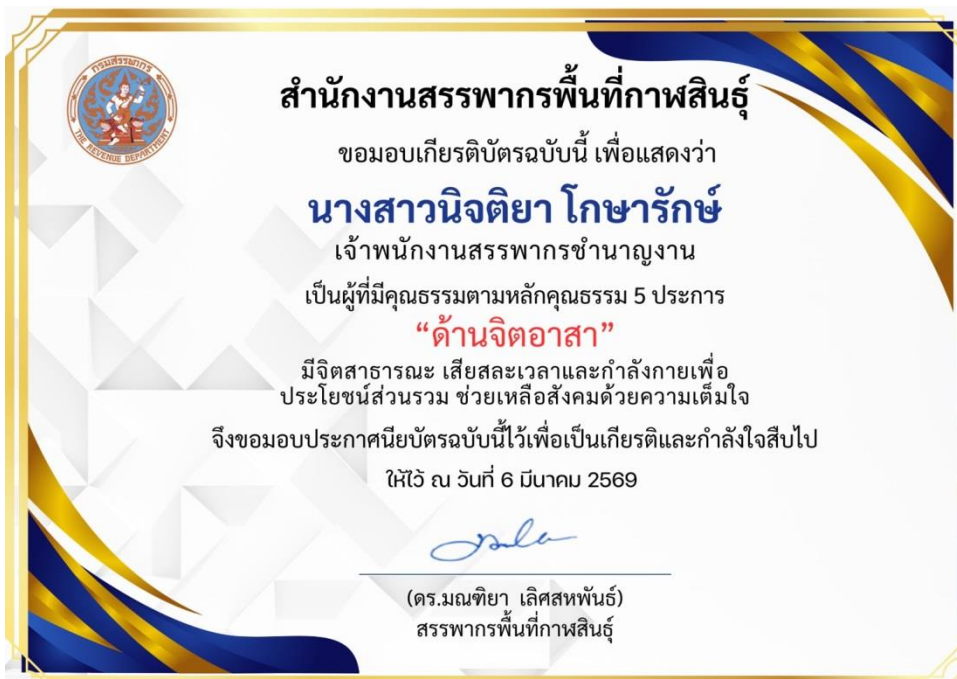 กรมสรรพากร
THE REVENUE DEPARTMENT
สำนักงานสรรพากรพื้นที่กาฬสินธุ์
ขอมอบเกียรติบัตรฉบับนี้ เพื่อแสดงว่า
นางสาวนิจติยา โกษารักษ์
เจ้าพนักงานสรรพากรชำนาญงาน
เป็นผู้ที่มีคุณธรรมตามหลักคุณธรรม 5 ประการ
“ด้านจิตอาสา”
มีจิตสาธารณะ เสียสละเวลาและกำลังกายเพื่อ
ประโยชน์ส่วนรวม ช่วยเหลือสังคมด้วยความเต็มใจ
จึงขอมอบประกาศนียบัตรฉบับนี้ไว้เพื่อเป็นเกียรติและกำลังใจสืบไป
ให้ไว้ ณ วันที่ 6 มีนาคม 2569
(ดร.มณฑิยา เลิศสหพันธ์)
สรรพากรพื้นที่กาฬสินธุ์